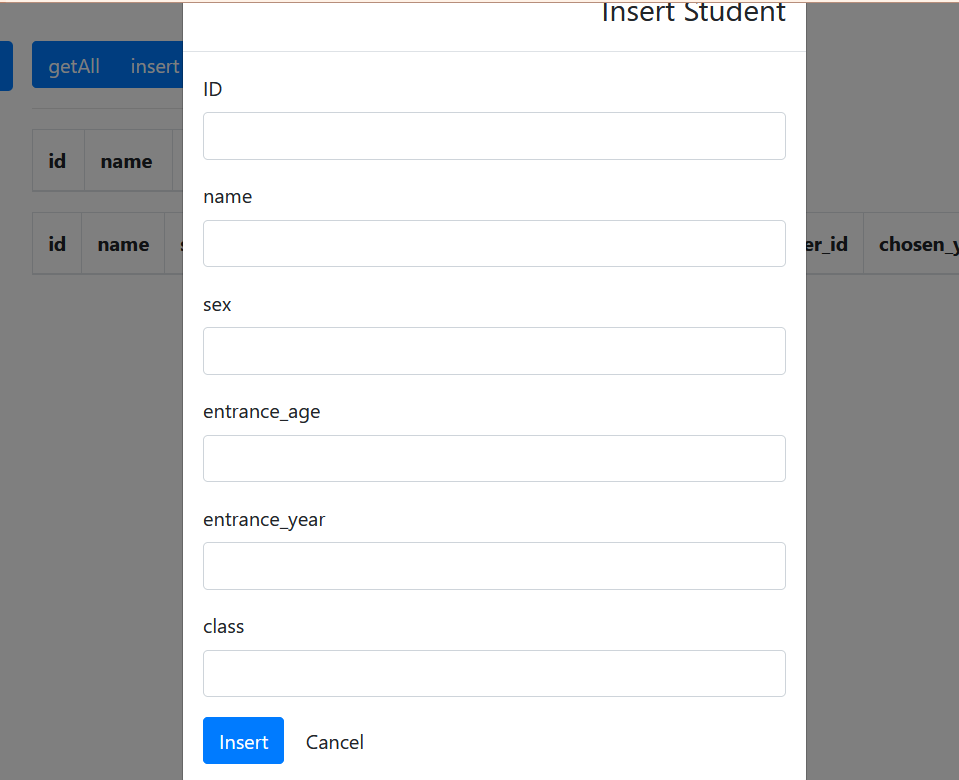 Insert Student
getAll insert
ID
id name
name
id name er_id chosen_y
sex
entrance_age
entrance_year
class
Insert Cancel